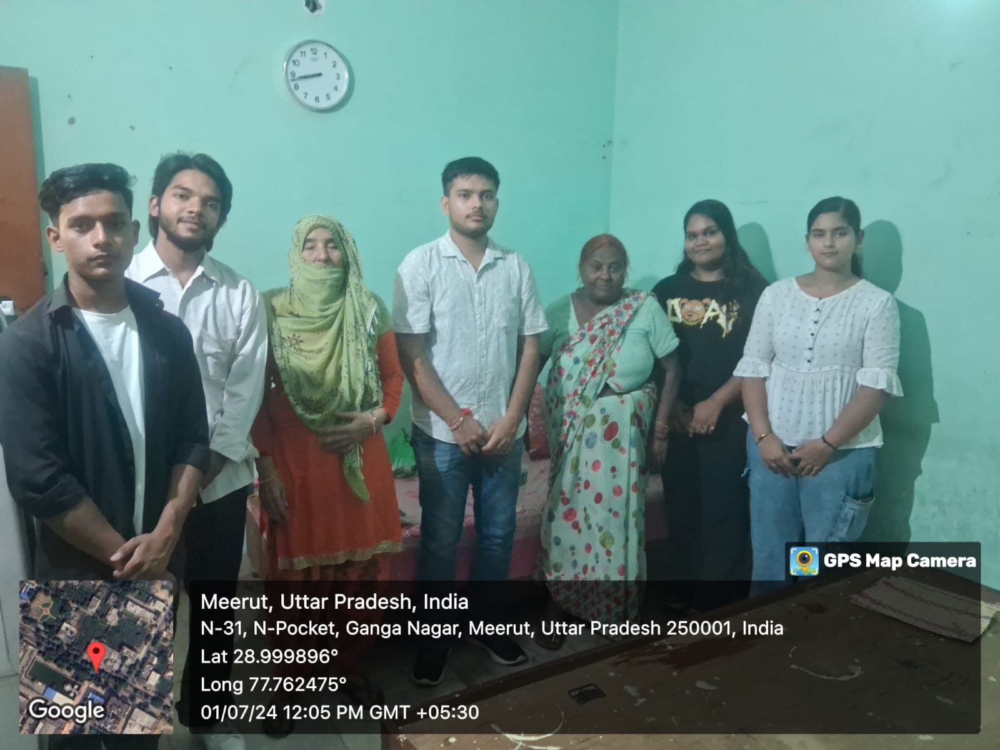 12
1
2
3
4
5
6
7
8
9
10
11
GPS Map Camera
Meerut, Uttar Pradesh, India
N-31, N-Pocket, Ganga Nagar, Meerut, Uttar Pradesh 250001, India
Lat 28.999896°
Long 77.762475°
01/07/24 12:05 PM GMT +05:30
Google